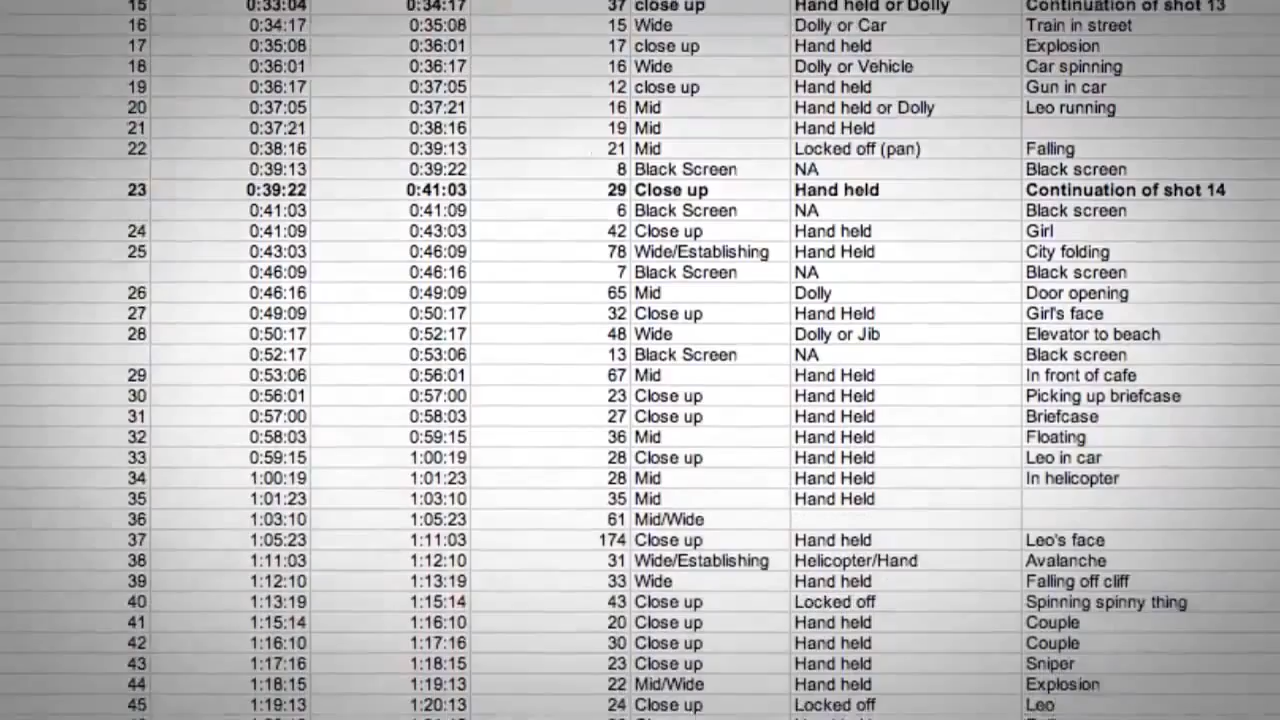 15 0:33:04 0:34:17 37 close up Hand held or Dolly Continuation of shot 13
16 0:34:17 0:35:08 15 Wide Dolly or Car Train in street
17 0:35:08 0:36:01 17 close up Hand held Explosion
18 0:36:01 0:36:17 16 Wide Dolly or Vehicle Car spinning
19 0:36:17 0:37:05 12 close up Hand held Gun in car
20 0:37:05 0:37:21 16 Mid Hand held or Dolly Leo running
21 0:37:21 0:38:16 19 Mid Hand Held
22 0:38:16 0:39:13 21 Mid Locked off (pan) Falling
0:39:13 0:39:22 8 Black Screen NA Black screen
23 0:39:22 0:41:03 29 Close up Hand held Continuation of shot 14
0:41:03 0:41:09 6 Black Screen NA Black screen
24 0:41:09 0:43:03 42 Close up Hand held Girl
25 0:43:03 0:46:09 78 Wide/Establishing Hand Held City folding
0:46:09 0:46:16 7 Black Screen NA Black screen
26 0:46:16 0:49:09 65 Mid Dolly Door opening
27 0:49:09 0:50:17 32 Close up Hand Held Girl's face
28 0:50:17 0:52:17 48 Wide Dolly or Jib Elevator to beach
0:52:17 0:53:06 13 Black Screen NA Black screen
29 0:53:06 0:56:01 67 Mid Hand Held In front of cafe
30 0:56:01 0:57:00 23 Close up Hand Held Picking up briefcase
31 0:57:00 0:58:03 27 Close up Hand Held Briefcase
32 0:58:03 0:59:15 36 Mid Hand Held Floating
33 0:59:15 1:00:19 28 Close up Hand Held Leo in car
34 1:00:19 1:01:23 28 Mid Hand Held In helicopter
35 1:01:23 1:03:10 35 Mid Hand Held
36 1:03:10 1:05:23 61 Mid/Wide
37 1:05:23 1:11:03 174 Close up Hand held Leo's face
38 1:11:03 1:12:10 31 Wide/Establishing Helicopter/Hand Avalanche
39 1:12:10 1:13:19 33 Wide Hand held Falling off cliff
40 1:13:19 1:15:14 43 Close up Locked off Spinning spinny thing
41 1:15:14 1:16:10 20 Close up Hand held Couple
42 1:16:10 1:17:16 30 Close up Hand held Couple
43 1:17:16 1:18:15 23 Close up Hand held Sniper
44 1:18:15 1:19:13 22 Mid/Wide Hand held Explosion
45 1:19:13 1:20:13 24 Close up Locked off Leo